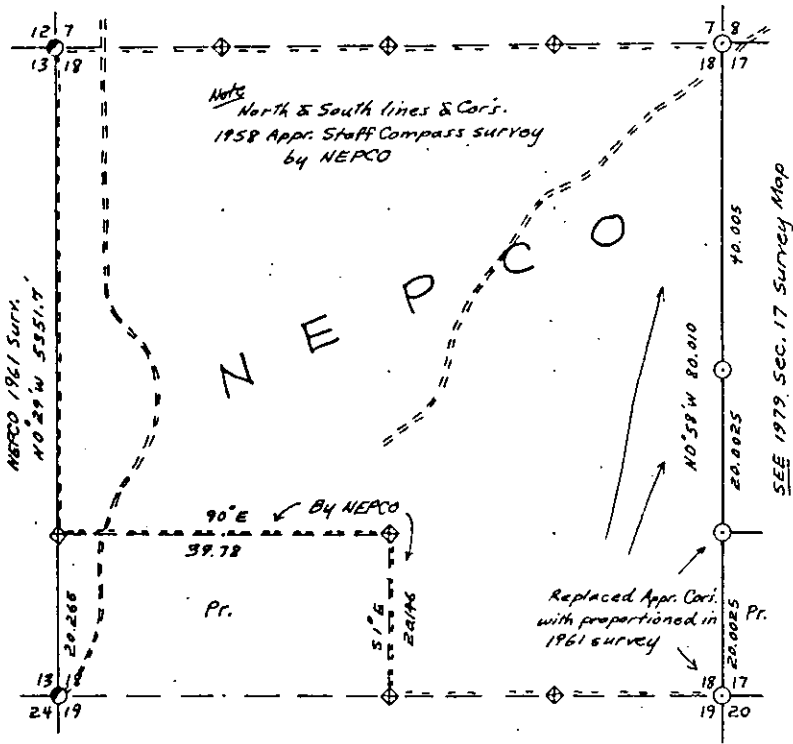 12 7
13 18
7 8
18 17
Note
North & South lines & Cor's.
1958 Appr. Staff Compass survey
by NEPCO
NEPCO
NEPCO 1961 Surv.
N0°29'W 5351.7
40.005
N0°58'W 80.010
20.0025
SEE 1979 Sec. 17 Survey Map
90°E
39.78
By NEPCO
Pr.
20.265
S1°E
20.146
Replaced Appr. Cors.
with proportioned in
1961 survey
20.0025
Pr.
13 18
24 19
18 17
19 20